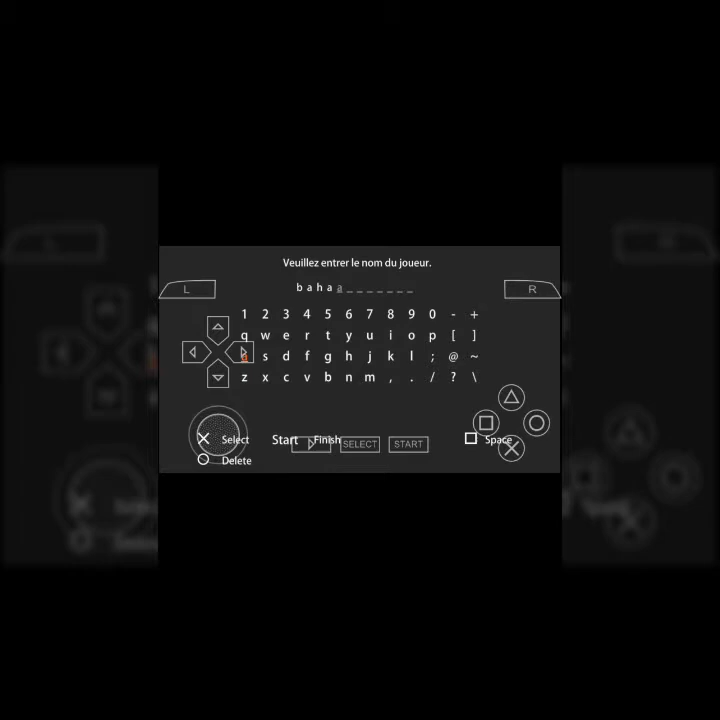 Veuillez entrer le nom du joueur.
L
bahaa_______
R
1 2 3 4 5 6 7 8 9 0 - +
q w e r t y u i o p [ ]
a s d f g h j k l ; @ ~
z x c v b n m , . / ? \
Select Start Finish SELECT START Space
Delete